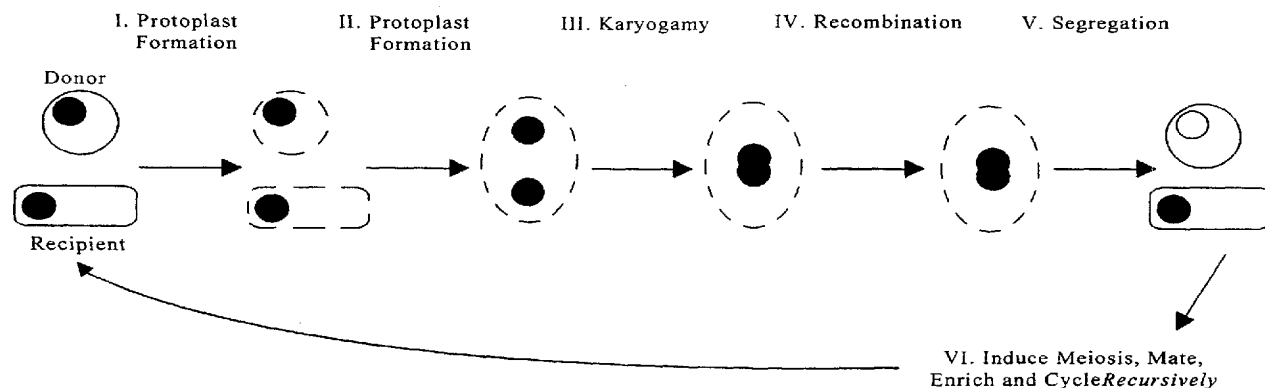 I. Protoplast
Formation
II. Protoplast
Formation
III. Karyogamy
IV. Recombination
V. Segregation
Donor
Recipient
VI. Induce Meiosis, Mate,
Enrich and CycleRecursively